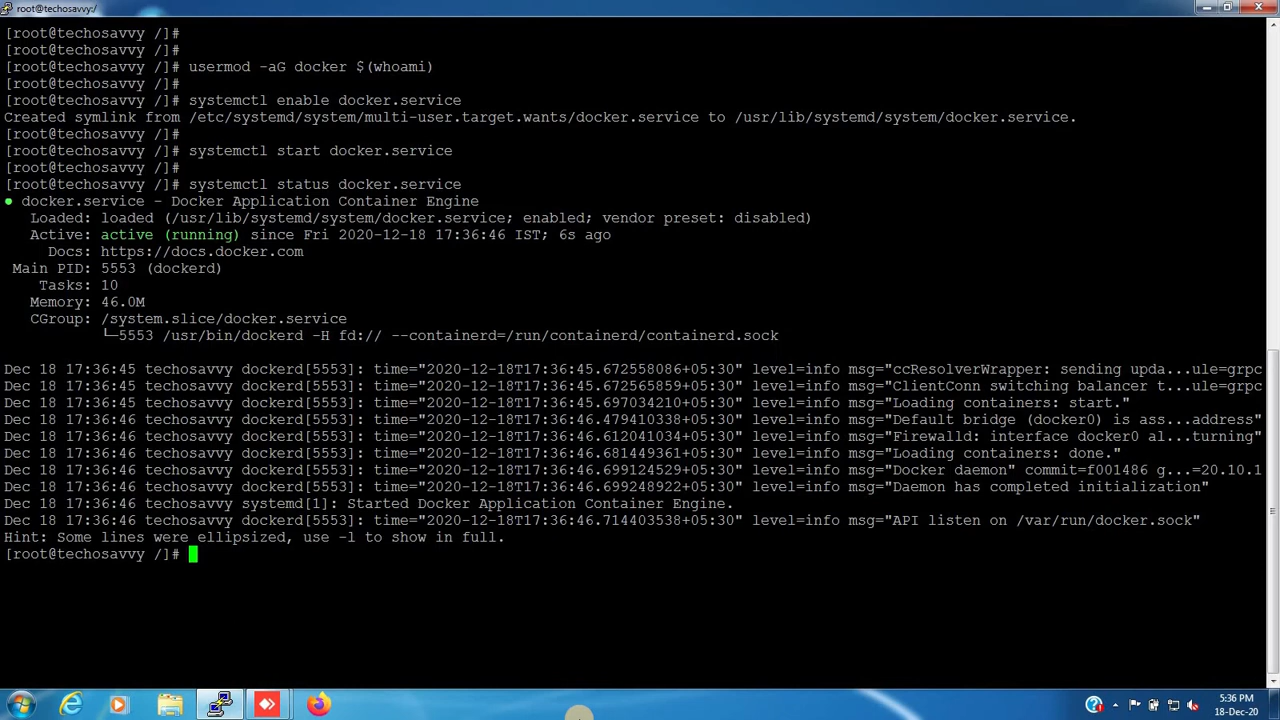 root@techosavvy:/
[root@techosavvy /]#
[root@techosavvy /]#
[root@techosavvy /]# usermod -aG docker $(whoami)
[root@techosavvy /]#
[root@techosavvy /]# systemctl enable docker.service
Created symlink from /etc/systemd/system/multi-user.target.wants/docker.service to /usr/lib/systemd/system/docker.service.
[root@techosavvy /]#
[root@techosavvy /]# systemctl start docker.service
[root@techosavvy /]#
[root@techosavvy /]# systemctl status docker.service
● docker.service - Docker Application Container Engine
Loaded: loaded (/usr/lib/systemd/system/docker.service; enabled; vendor preset: disabled)
Active: active (running) since Fri 2020-12-18 17:36:46 IST; 6s ago
Docs: https://docs.docker.com
Main PID: 5553 (dockerd)
Tasks: 10
Memory: 46.0M
CGroup: /system.slice/docker.service
└─5553 /usr/bin/dockerd -H fd:// --containerd=/run/containerd/containerd.sock
Dec 18 17:36:45 techosavvy dockerd[5553]: time="2020-12-18T17:36:45.672558086+05:30" level=info msg="ccResolverWrapper: sending upda...ule=grpc
Dec 18 17:36:45 techosavvy dockerd[5553]: time="2020-12-18T17:36:45.672565859+05:30" level=info msg="ClientConn switching balancer t...ule=grpc
Dec 18 17:36:45 techosavvy dockerd[5553]: time="2020-12-18T17:36:45.697034210+05:30" level=info msg="Loading containers: start."
Dec 18 17:36:46 techosavvy dockerd[5553]: time="2020-12-18T17:36:46.479410338+05:30" level=info msg="Default bridge (docker0) is ass...address"
Dec 18 17:36:46 techosavvy dockerd[5553]: time="2020-12-18T17:36:46.612041034+05:30" level=info msg="Firewalld: interface docker0 al...turning"
Dec 18 17:36:46 techosavvy dockerd[5553]: time="2020-12-18T17:36:46.681449361+05:30" level=info msg="Loading containers: done."
Dec 18 17:36:46 techosavvy dockerd[5553]: time="2020-12-18T17:36:46.699124529+05:30" level=info msg="Docker daemon" commit=f001486 g...=20.10.1
Dec 18 17:36:46 techosavvy dockerd[5553]: time="2020-12-18T17:36:46.699248922+05:30" level=info msg="Daemon has completed initialization"
Dec 18 17:36:46 techosavvy systemd[1]: Started Docker Application Container Engine.
Dec 18 17:36:46 techosavvy dockerd[5553]: time="2020-12-18T17:36:46.714403538+05:30" level=info msg="API listen on /var/run/docker.sock"
Hint: Some lines were ellipsized, use -l to show in full.
[root@techosavvy /]#
5:36 PM
18-Dec-20